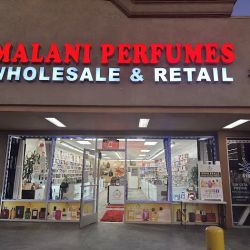 MALANI PERFUMES
WHOLESALE & RETAIL